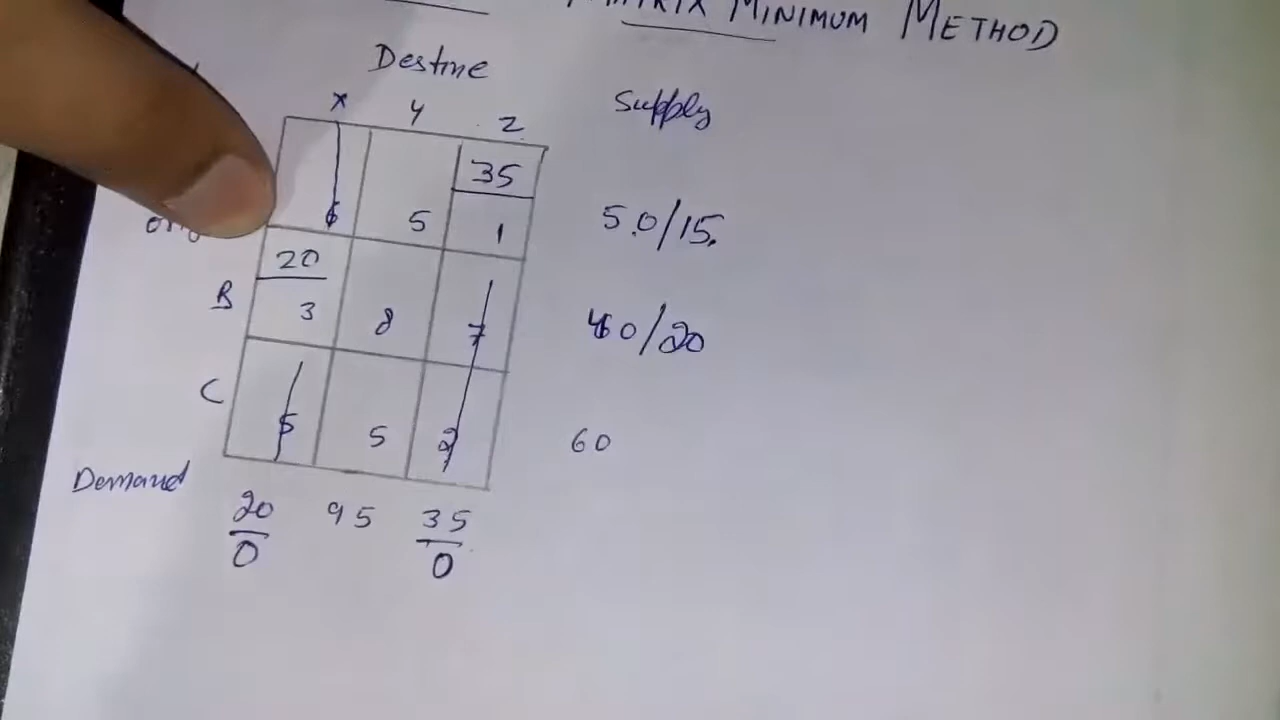 MATRIX MINIMUM METHOD
Destine
Supply
X Y Z
35
6 5 1 50/15.
20
B 3 8 7 40/20
C 5 5 2 60
Demand 20 95 35
0 0